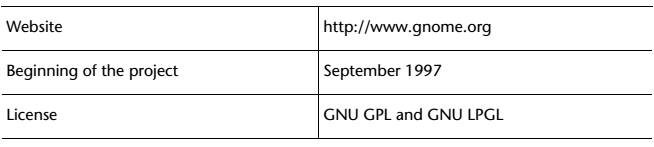 Website http://www.gnome.org
Beginning of the project September 1997
License GNU GPL and GNU LPGL